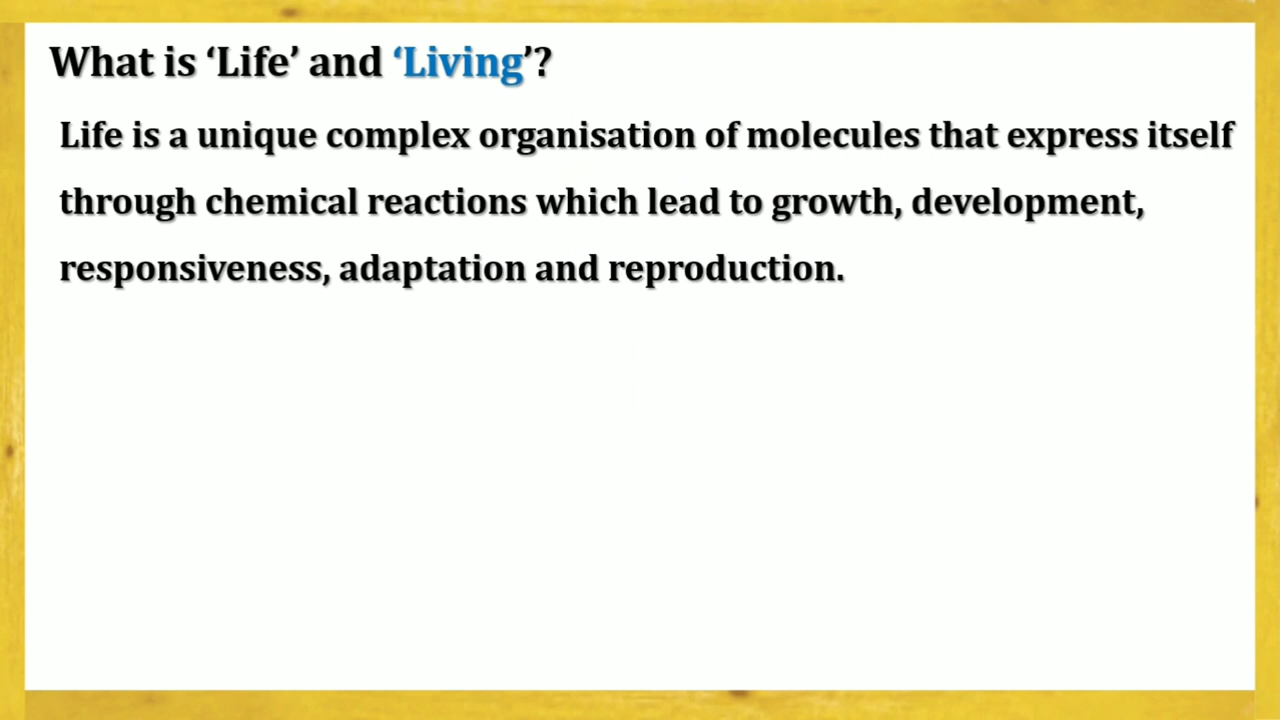 What is ‘Life’ and ‘Living’?
Life is a unique complex organisation of molecules that express itself
through chemical reactions which lead to growth, development,
responsiveness, adaptation and reproduction.